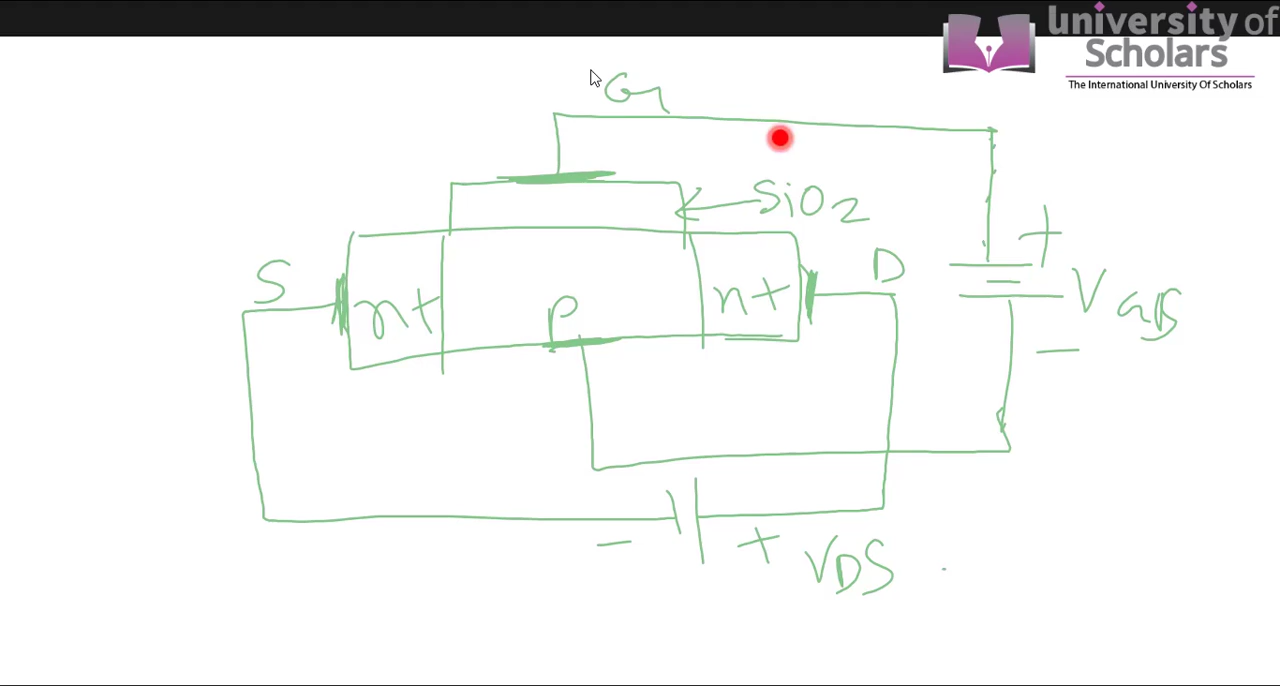 University of
Scholars
The International University Of Scholars
G
SiO2
S
D
n+
P
n+
+
VGS
-
- +
VDS